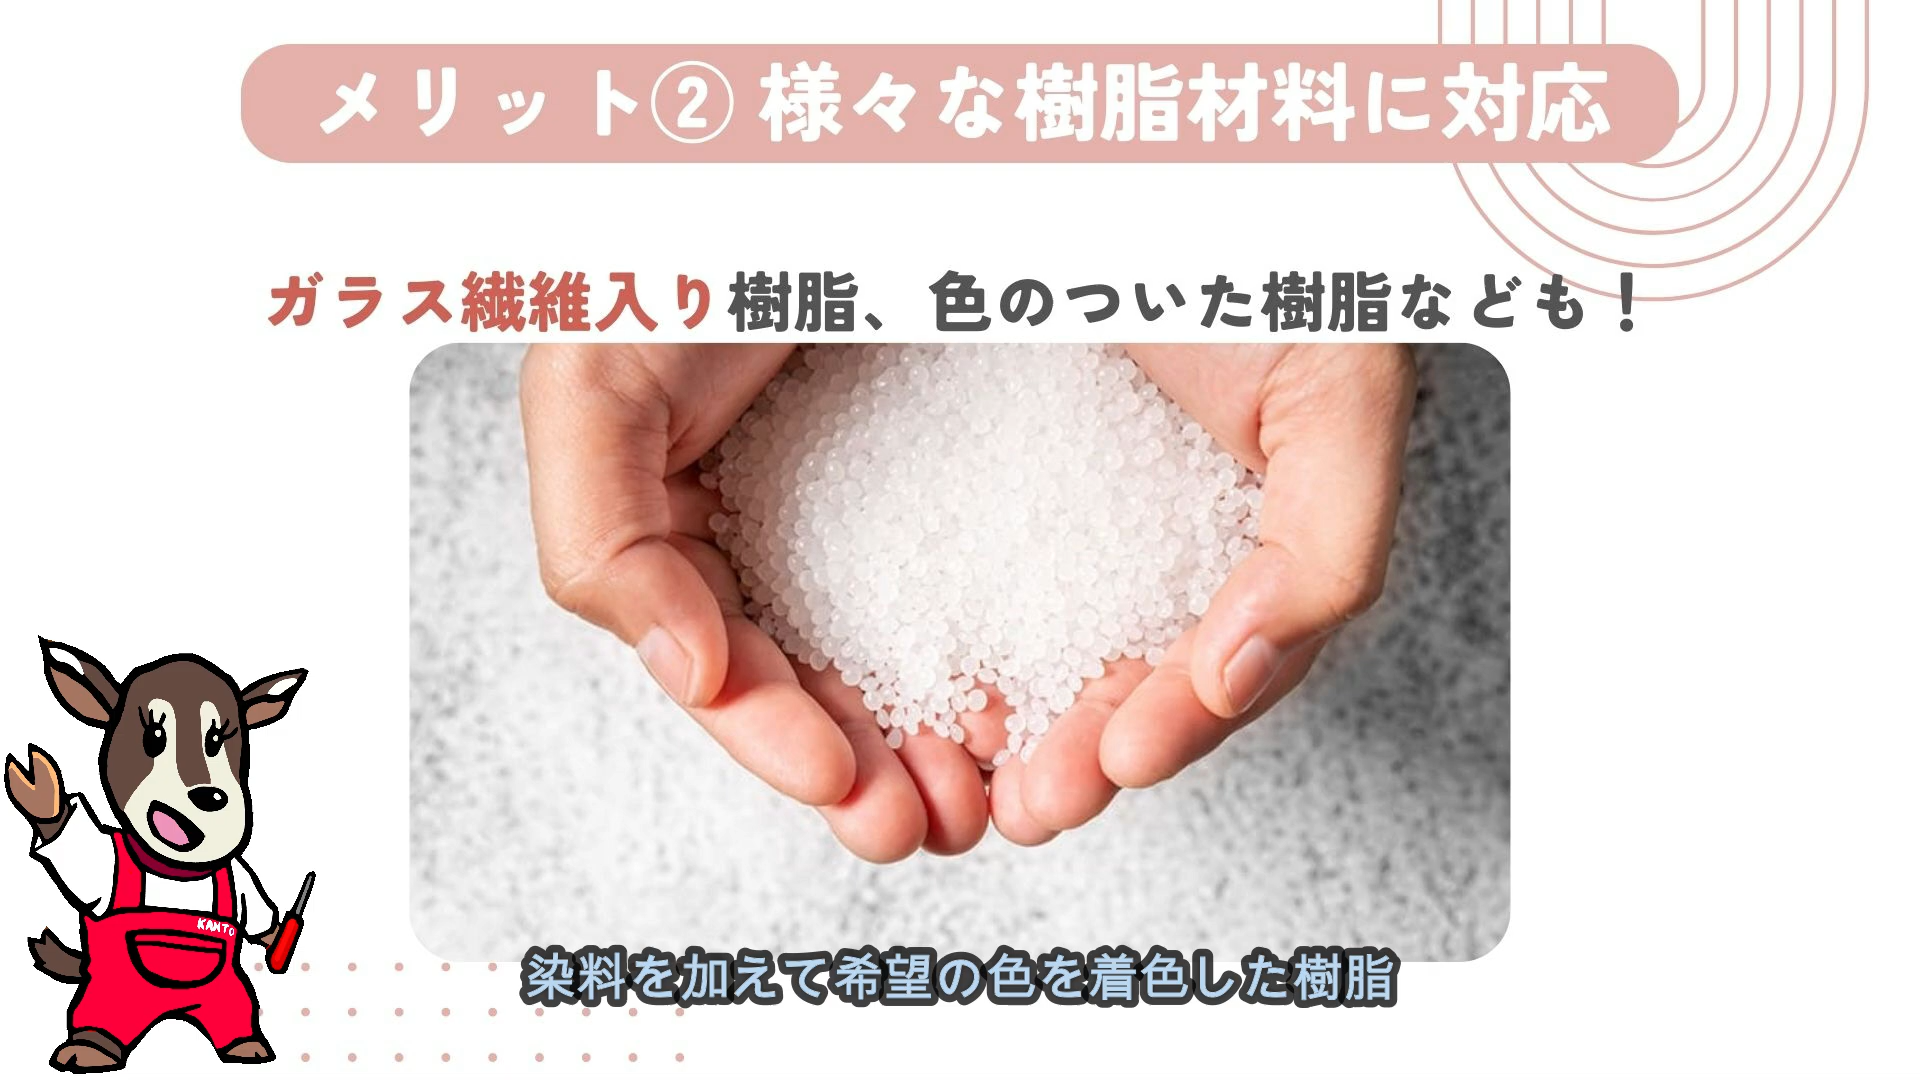 メリット② 様々な樹脂材料に対応
ガラス繊維入り樹脂、色のついた樹脂なども！
KANTO
染料を加えて希望の色を着色した樹脂